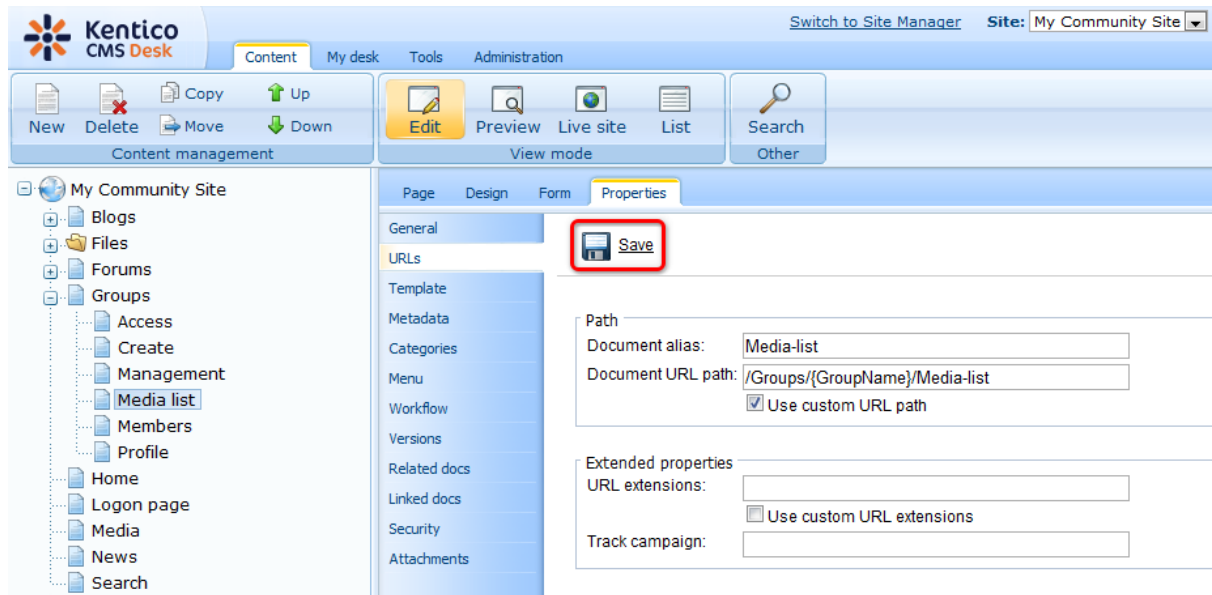 Kentico
CMS Desk
Switch to Site Manager Site: My Community Site
Content My desk Tools Administration
New Delete Copy Move Up Down
Content management
Edit Preview Live site List
View mode
Search
Other
My Community Site
Blogs
Files
Forums
Groups
Access
Create
Management
Media list
Members
Profile
Home
Logon page
Media
News
Search
Page Design Form Properties
General
URLs
Template
Metadata
Categories
Menu
Workflow
Versions
Related docs
Linked docs
Security
Attachments
Save
Path
Document alias: Media-list
Document URL path: /Groups/{GroupName}/Media-list
Use custom URL path
Extended properties
URL extensions:
Use custom URL extensions
Track campaign: